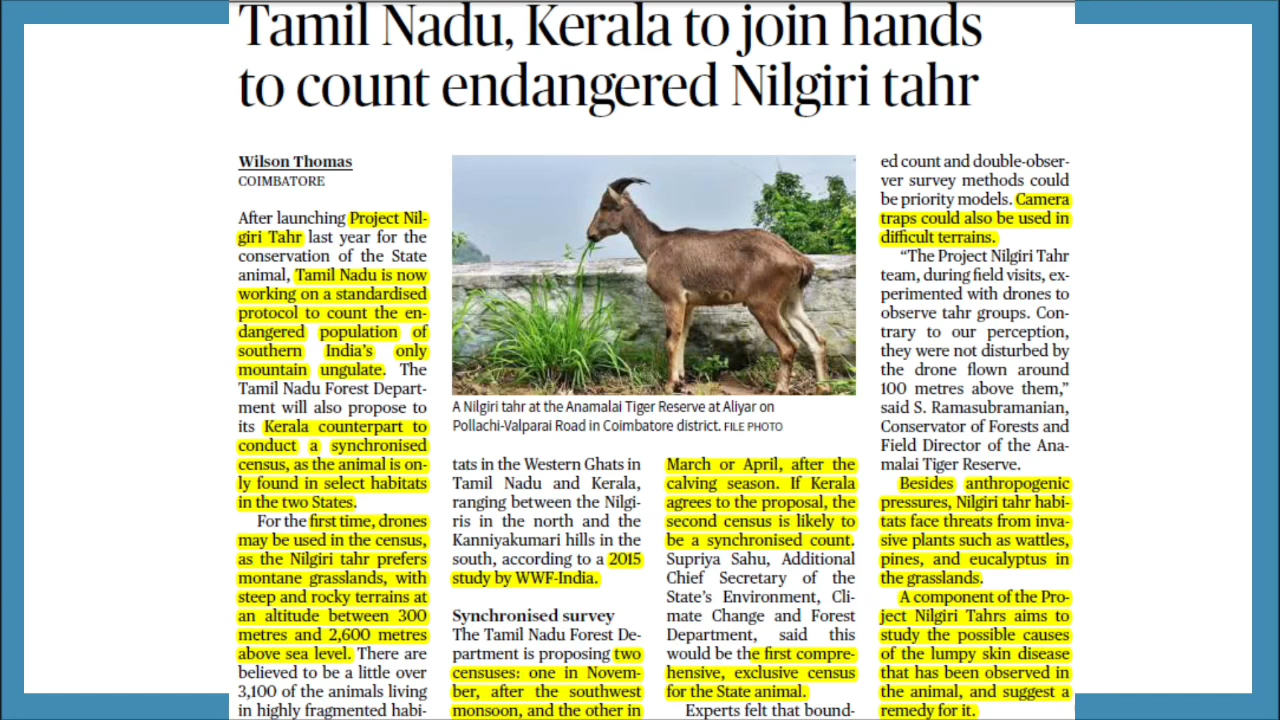 Tamil Nadu, Kerala to join hands
to count endangered Nilgiri tahr
Wilson Thomas
COIMBATORE
After launching Project Nil-
giri Tahr last year for the
conservation of the State
animal, Tamil Nadu is now
working on a standardised
protocol to count the en-
dangered population of
southern India’s only
mountain ungulate. The
Tamil Nadu Forest Depart-
ment will also propose to
its Kerala counterpart to
conduct a synchronised
census, as the animal is on-
ly found in select habitats
in the two States.
For the first time, drones
may be used in the census,
as the Nilgiri tahr prefers
montane grasslands, with
steep and rocky terrains at
an altitude between 300
metres and 2,600 metres
above sea level. There are
believed to be a little over
3,100 of the animals living
in highly fragmented habi-
A Nilgiri tahr at the Anamalai Tiger Reserve at Aliyar on
Pollachi-Valparai Road in Coimbatore district. FILE PHOTO
tats in the Western Ghats in
Tamil Nadu and Kerala,
ranging between the Nilgi-
ris in the north and the
Kanniyakumari hills in the
south, according to a 2015
study by WWF-India.
Synchronised survey
The Tamil Nadu Forest De-
partment is proposing two
censuses: one in Novem-
ber, after the southwest
monsoon, and the other in
March or April, after the
calving season. If Kerala
agrees to the proposal, the
second census is likely to
be a synchronised count.
Supriya Sahu, Additional
Chief Secretary of the
State’s Environment, Cli-
mate Change and Forest
Department, said this
would be the first compre-
hensive, exclusive census
for the State animal.
Experts felt that bound-
ed count and double-obser-
ver survey methods could
be priority models. Camera
traps could also be used in
difficult terrains.
“The Project Nilgiri Tahr
team, during field visits, ex-
perimented with drones to
observe tahr groups. Con-
trary to our perception,
they were not disturbed by
the drone flown around
100 metres above them,”
said S. Ramasubramanian,
Conservator of Forests and
Field Director of the Ana-
malai Tiger Reserve.
Besides anthropogenic
pressures, Nilgiri tahr habi-
tats face threats from inva-
sive plants such as wattles,
pines, and eucalyptus in
the grasslands.
A component of the Pro-
ject Nilgiri Tahrs aims to
study the possible causes
of the lumpy skin disease
that has been observed in
the animal, and suggest a
remedy for it.